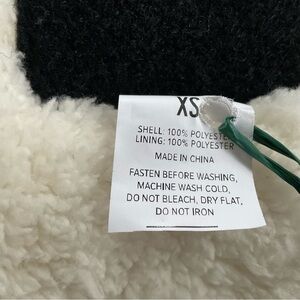 XS
SHELL: 100% POLYESTER
LINING: 100% POLYESTER
MADE IN CHINA
FASTEN BEFORE WASHING,
MACHINE WASH COLD,
DO NOT BLEACH, DRY FLAT,
DO NOT IRON